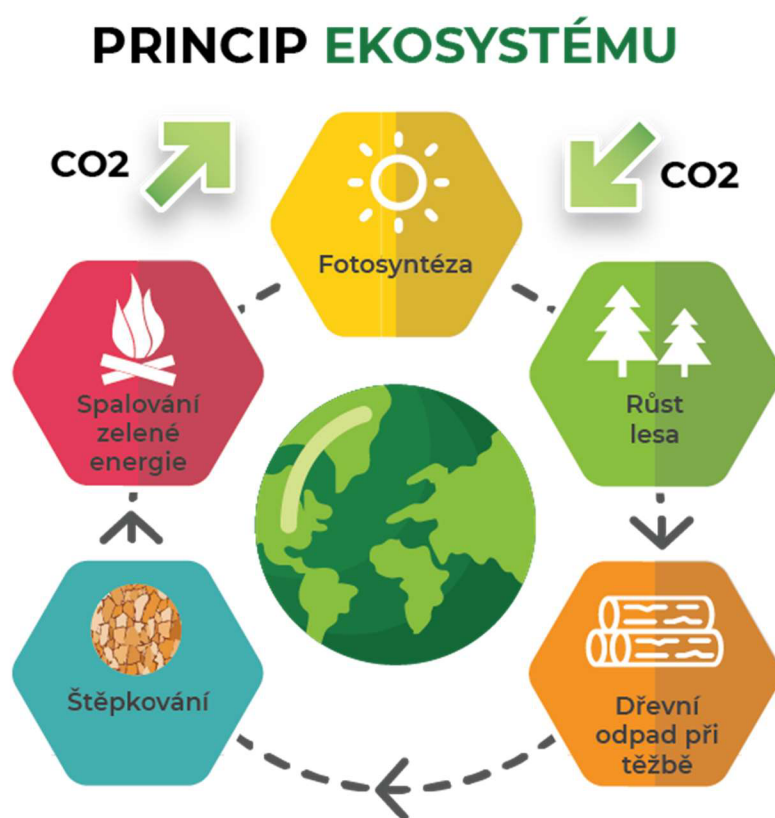 PRINCIP EKOSYSTÉMU
CO2
CO2
Fotosyntéza
Růst
lesa
Dřevní
odpad při
těžbě
Štěpkování
Spalování
zelené
energie